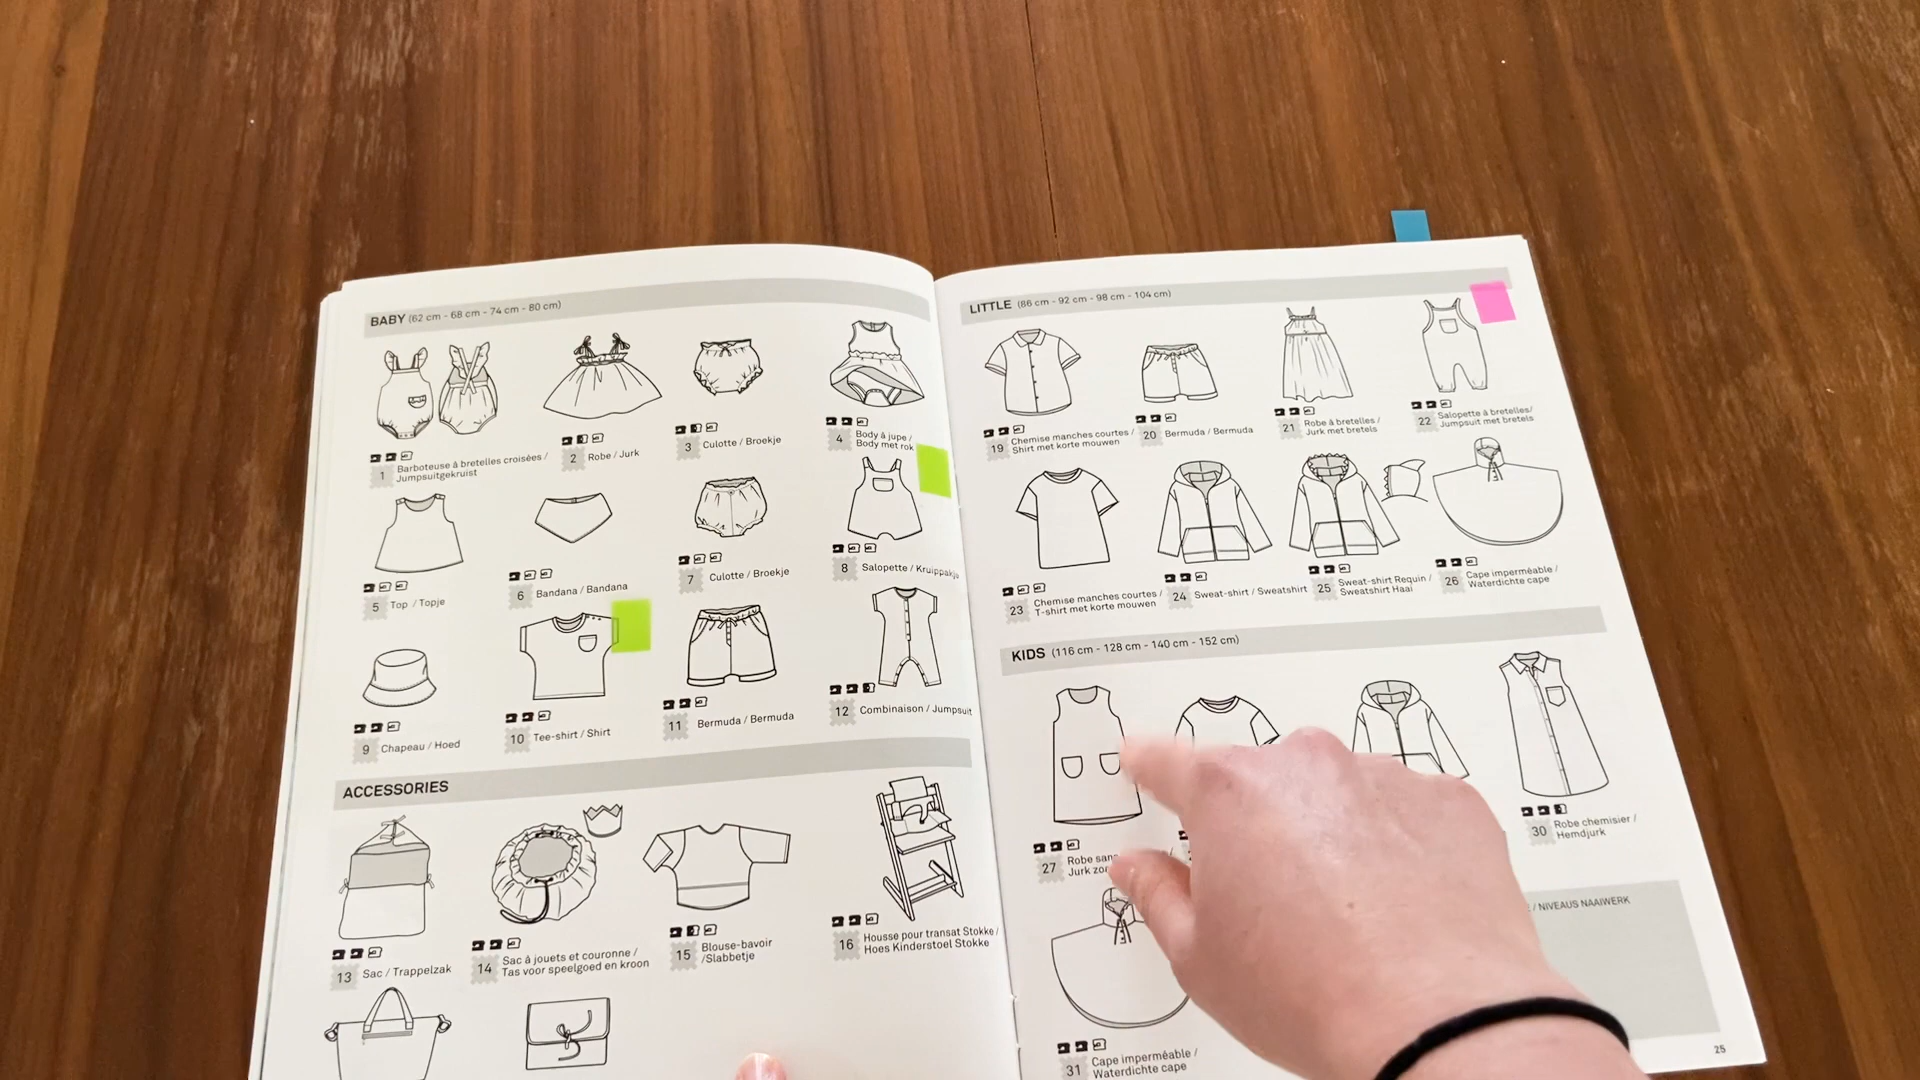 BABY (62 cm - 68 cm - 74 cm - 80 cm)
1 Barboteuse à bretelles croisées /
Jumpsuitgekruist
2 Robe / Jurk
3 Culotte / Broekje
4 Body à jupe /
Body met rok
5 Top / Topje
6 Bandana / Bandana
7 Culotte / Broekje
8 Salopette / Kruippakje
9 Chapeau / Hoed
10 Tee-shirt / Shirt
11 Bermuda / Bermuda
12 Combinaison / Jumpsuit
ACCESSORIES
13 Sac / Trappelzak
14 Sac à jouets et couronne /
Tas voor speelgoed en kroon
15 Blouse-bavoir
/Slabbetje
16 Housse pour transat Stokke /
Hoes Kinderstoel Stokke
LITTLE (86 cm - 92 cm - 98 cm - 104 cm)
19 Chemise manches courtes /
Shirt met korte mouwen
20 Bermuda / Bermuda
21 Robe à bretelles /
Jurk met bretels
22 Salopette à bretelles/
Jumpsuit met bretels
23 Chemise manches courtes /
T-shirt met korte mouwen
24 Sweat-shirt / Sweatshirt
25 Sweat-shirt Requin /
Sweatshirt Haai
26 Cape imperméable /
Waterdichte cape
KIDS (116 cm - 128 cm - 140 cm - 152 cm)
27 Robe
Jurk
30 Robe chemisier /
Hemdjurk
31 Cape imperméable /
Waterdichte cape
/ NIVEAUS NAAIWERK
25